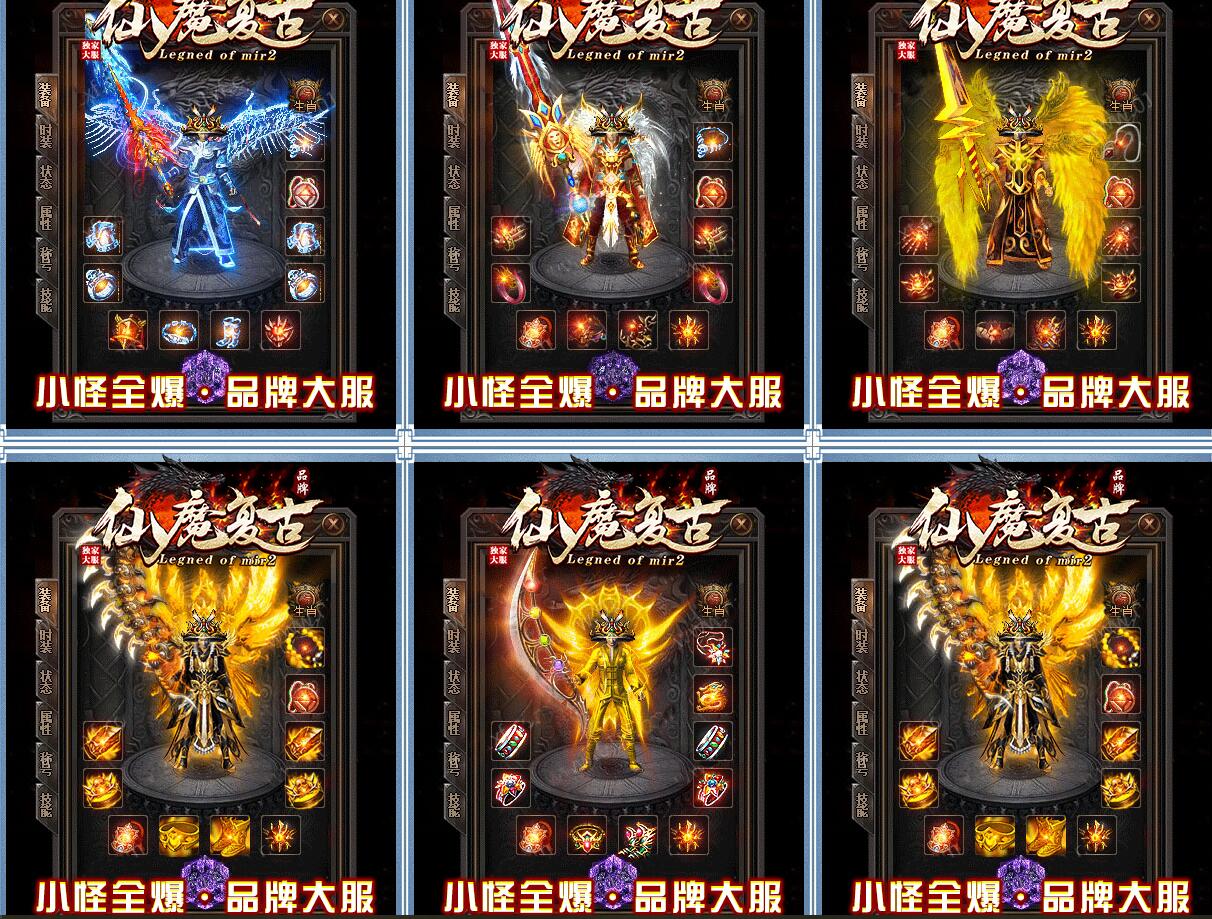 仙魔复古
独家
大服
Legned of mir2
装备
时装
状态
属性
称号
技能
生肖
小怪全爆·品牌大服
仙魔复古
独家
大服
Legned of mir2
装备
时装
状态
属性
称号
技能
生肖
小怪全爆·品牌大服
仙魔复古
独家
大服
Legned of mir2
装备
时装
状态
属性
称号
技能
生肖
小怪全爆·品牌大服
品牌
仙魔复古
独家
大服
Legned of mir2
装备
时装
状态
属性
称号
技能
生肖
小怪全爆·品牌大服
品牌
仙魔复古
独家
大服
Legned of mir2
装备
时装
状态
属性
称号
技能
生肖
小怪全爆·品牌大服
品牌
仙魔复古
独家
大服
Legned of mir2
装备
时装
状态
属性
称号
技能
生肖
小怪全爆·品牌大服